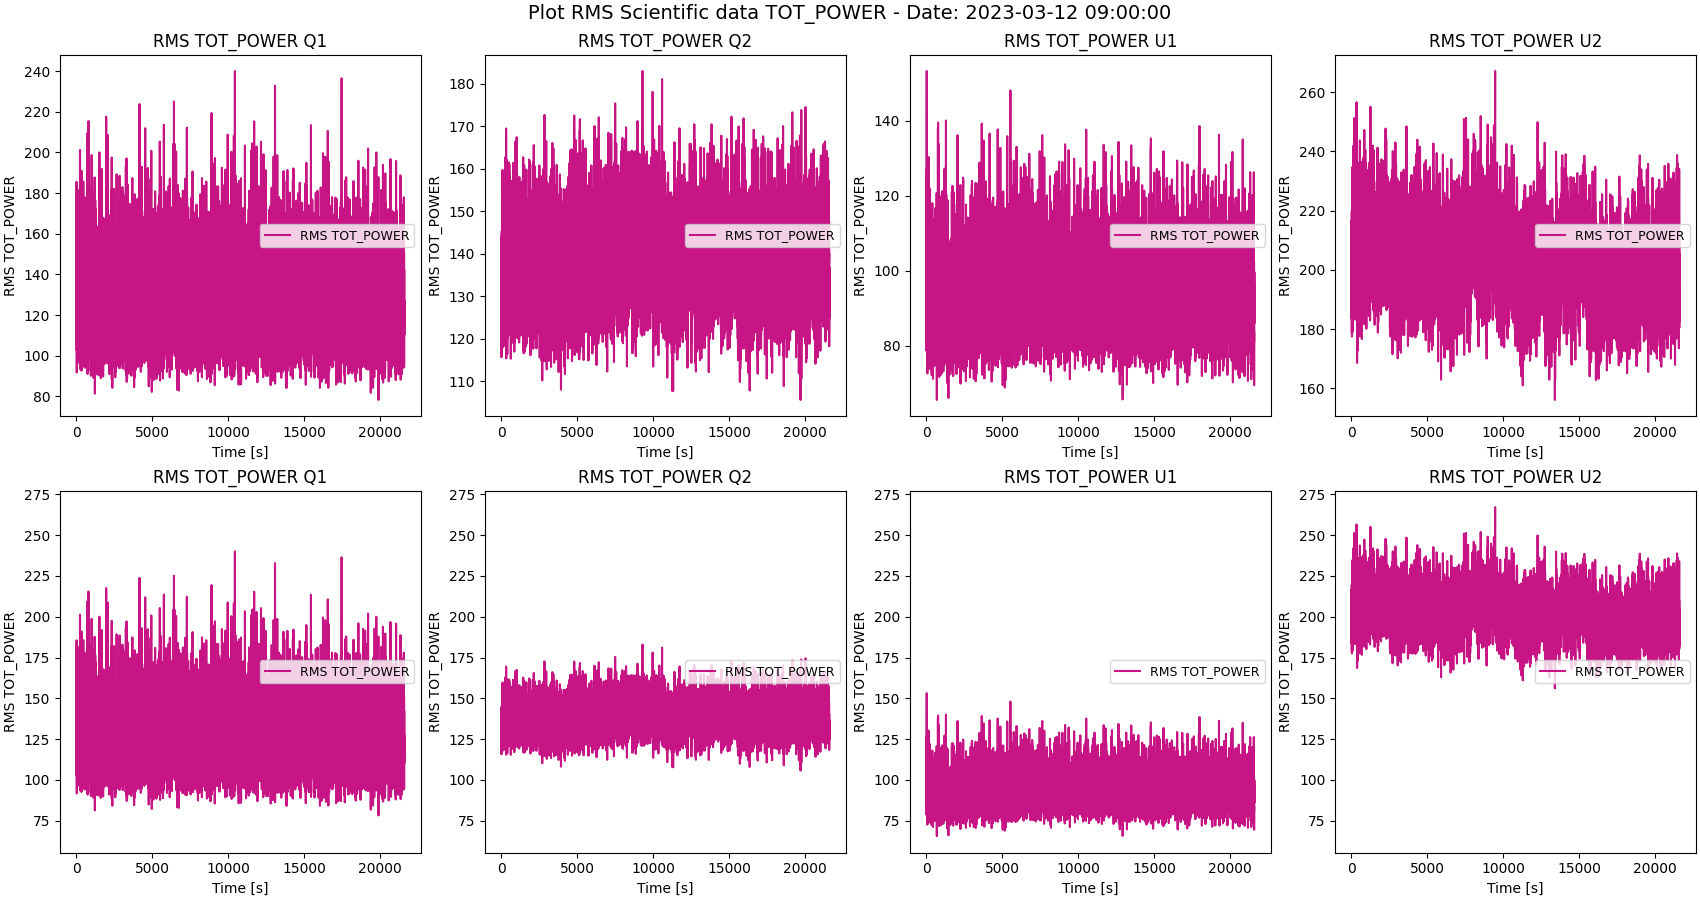 Plot RMS Scientific data TOT_POWER - Date: 2023-03-12 09:00:00
RMS TOT_POWER Q1
RMS TOT_POWER
240
220
200
180
160
140
120
100
80
RMS TOT_POWER
0 5000 10000 15000 20000
Time [s]
RMS TOT_POWER Q2
RMS TOT_POWER
180
170
160
150
140
130
120
110
RMS TOT_POWER
0 5000 10000 15000 20000
Time [s]
RMS TOT_POWER U1
RMS TOT_POWER
140
120
100
80
RMS TOT_POWER
0 5000 10000 15000 20000
Time [s]
RMS TOT_POWER U2
RMS TOT_POWER
260
240
220
200
180
160
RMS TOT_POWER
0 5000 10000 15000 20000
Time [s]
RMS TOT_POWER Q1
RMS TOT_POWER
275
250
225
200
175
150
125
100
75
RMS TOT_POWER
0 5000 10000 15000 20000
Time [s]
RMS TOT_POWER Q2
RMS TOT_POWER
275
250
225
200
175
150
125
100
75
RMS TOT_POWER
0 5000 10000 15000 20000
Time [s]
RMS TOT_POWER U1
RMS TOT_POWER
275
250
225
200
175
150
125
100
75
RMS TOT_POWER
0 5000 10000 15000 20000
Time [s]
RMS TOT_POWER U2
RMS TOT_POWER
275
250
225
200
175
150
125
100
75
RMS TOT_POWER
0 5000 10000 15000 20000
Time [s]